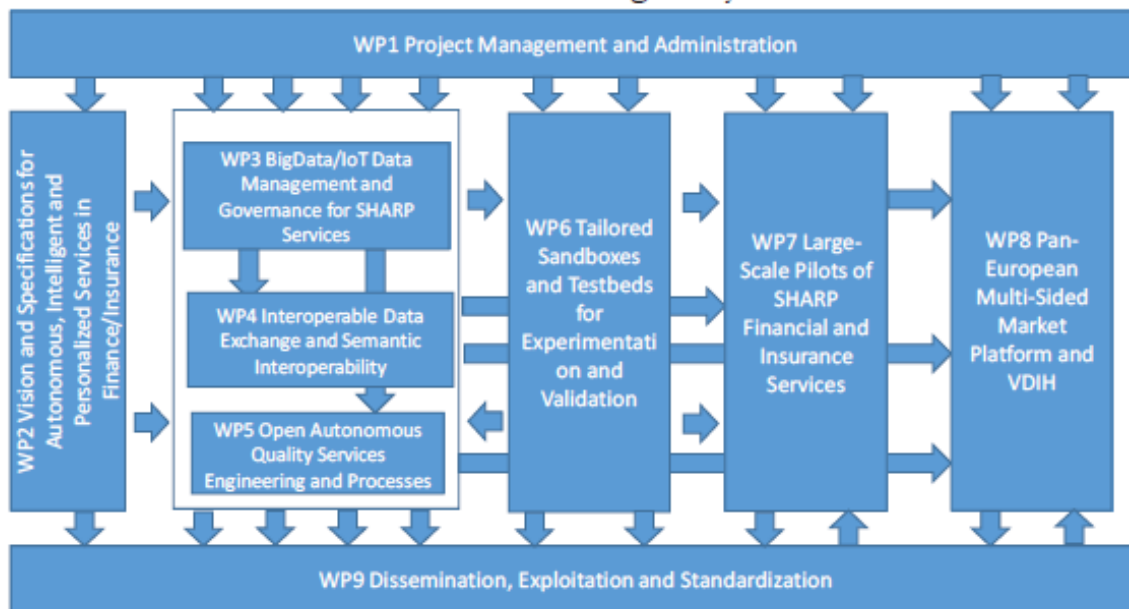 WP1 Project Management and Administration
WP2 Vision and Specifications for
Autonomous, Intelligent and
Personalized Services in
Finance/Insurance
WP3 BigData/IoT Data
Management and
Governance for SHARP
Services
WP4 Interoperable Data
Exchange and Semantic
Interoperability
WP5 Open Autonomous
Quality Services
Engineering and Processes
WP6 Tailored
Sandboxes
and Testbeds
for
Experimentati
on and
Validation
WP7 Large-
Scale Pilots of
SHARP
Financial and
Insurance
Services
WP8 Pan-
European
Multi-Sided
Market
Platform and
VDIH
WP9 Dissemination, Exploitation and Standardization